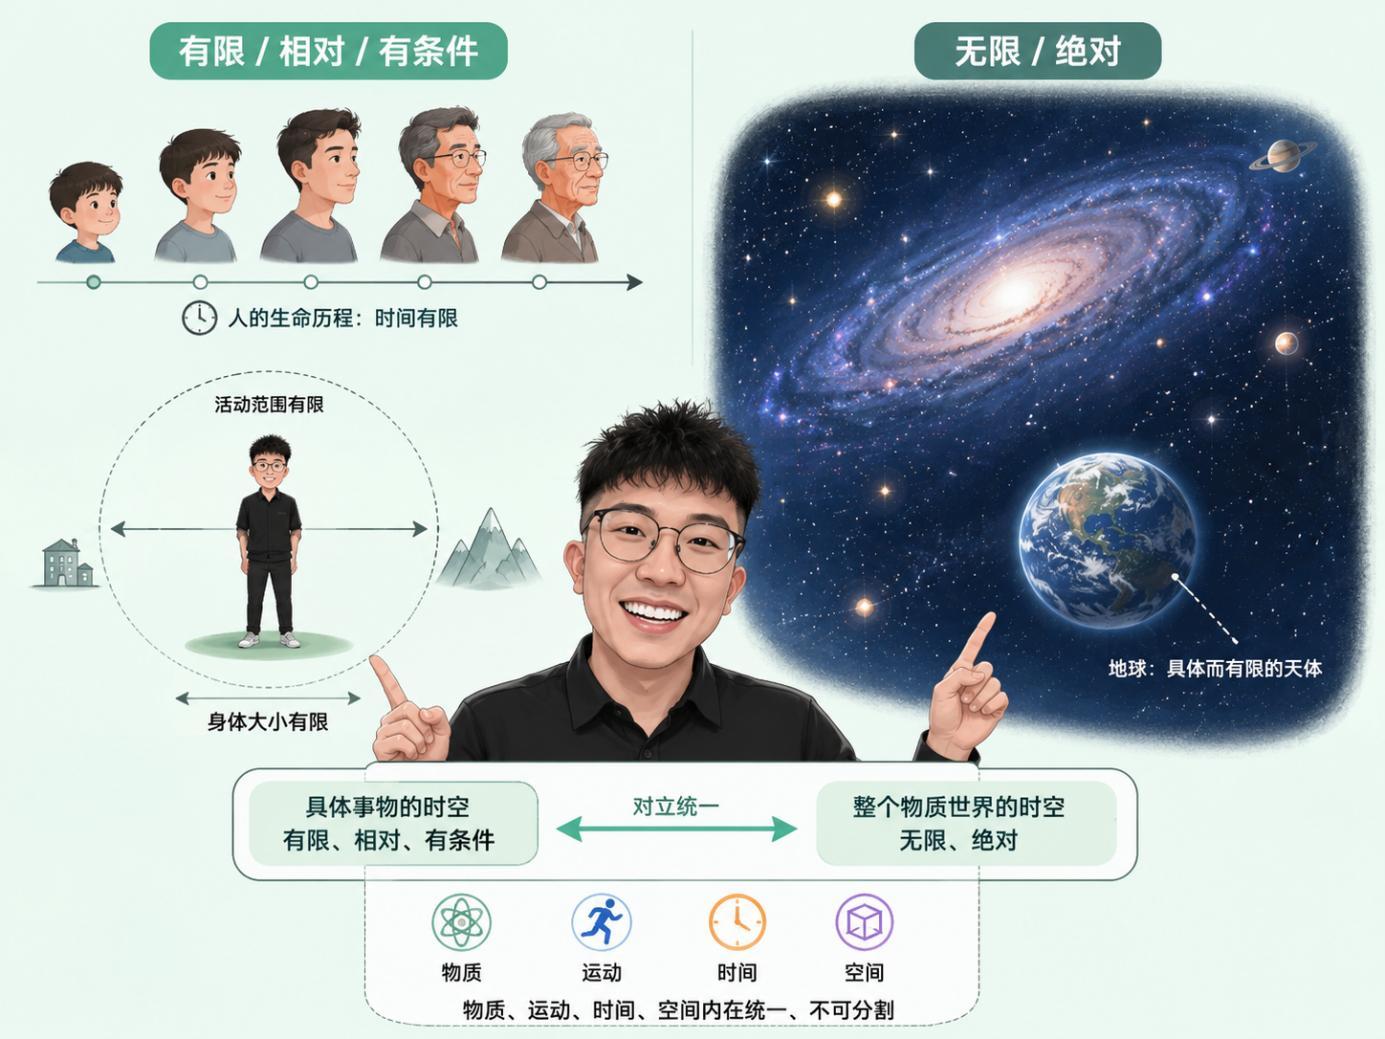 有限 / 相对 / 有条件
无限 / 绝对
人的生命历程：时间有限
活动范围有限
身体大小有限
地球：具体而有限的天体
具体事物的时空
有限、相对、有条件
对立统一
整个物质世界的时空
无限、绝对
物质
运动
时间
空间
物质、运动、时间、空间内在统一、不可分割